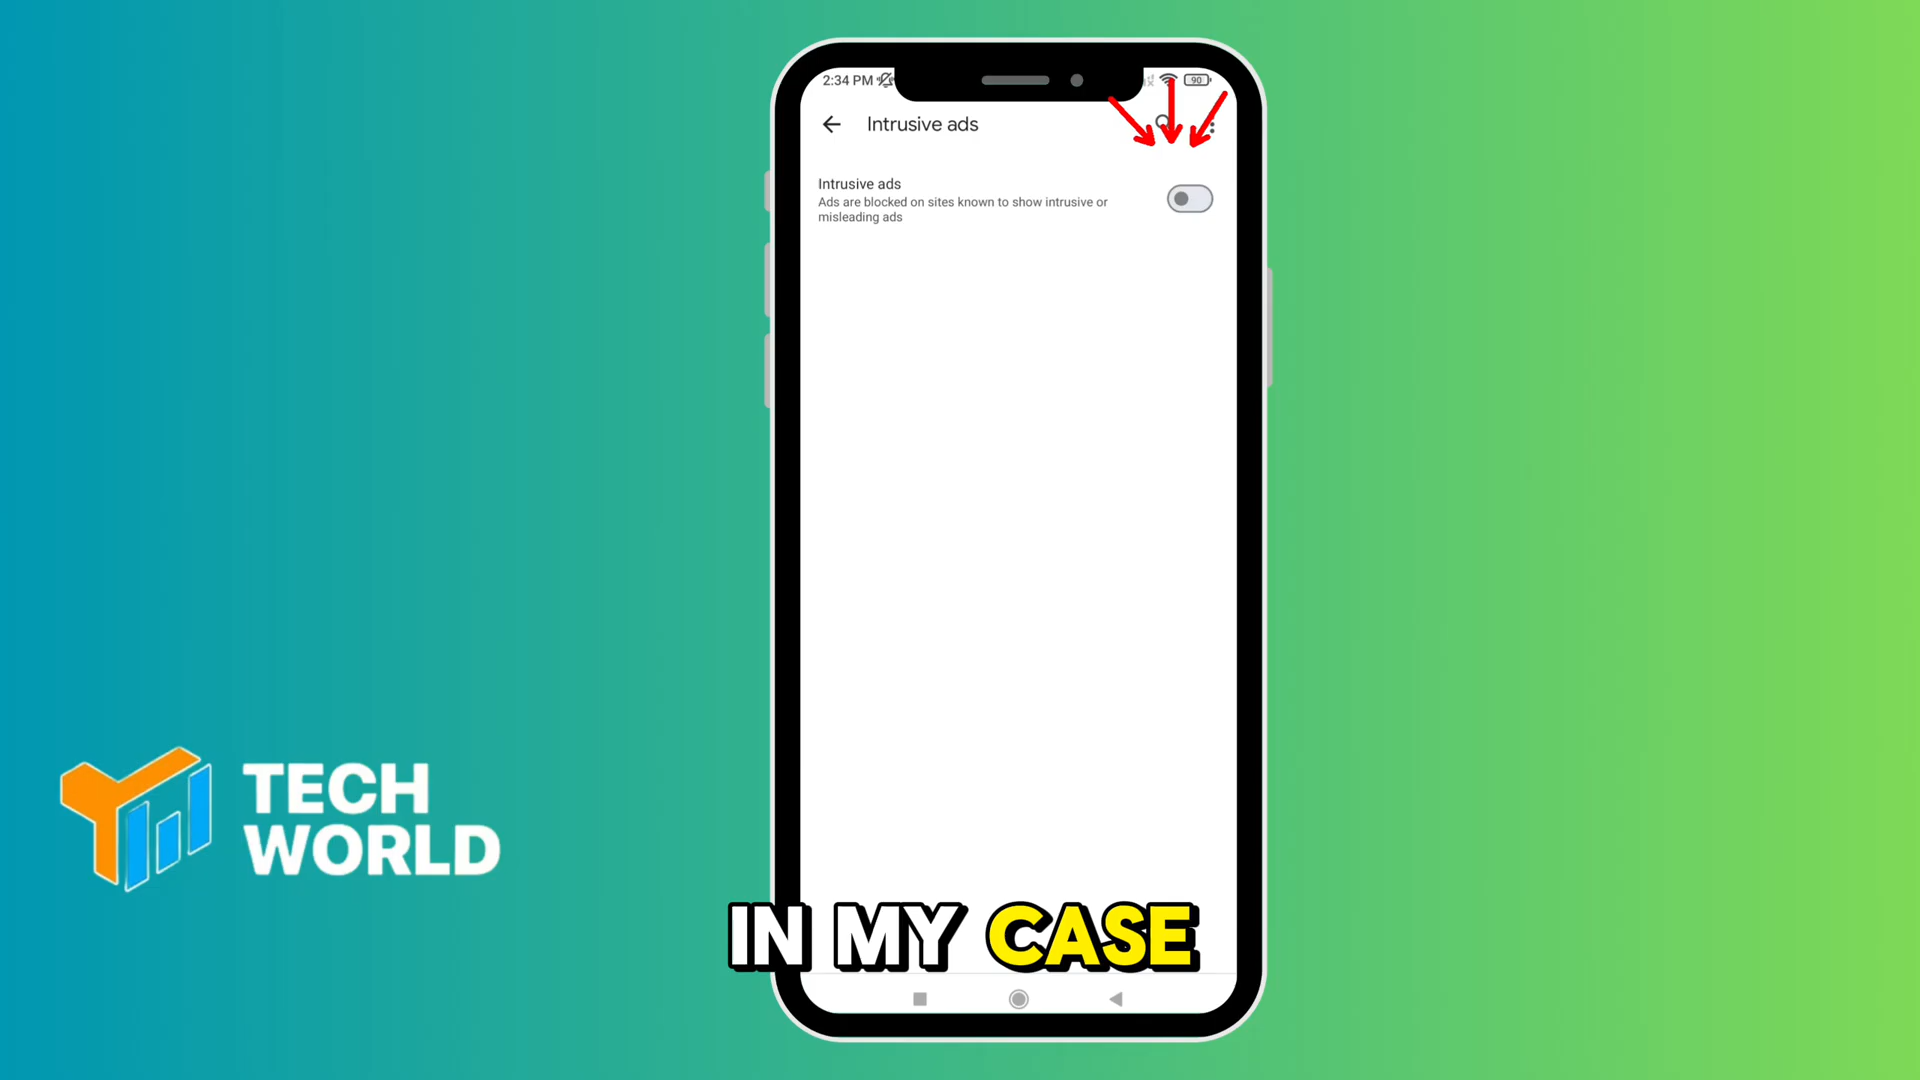 2:34 PM
90
Intrusive ads
Intrusive ads
Ads are blocked on sites known to show intrusive or
misleading ads
TECH
WORLD
IN MY CASE